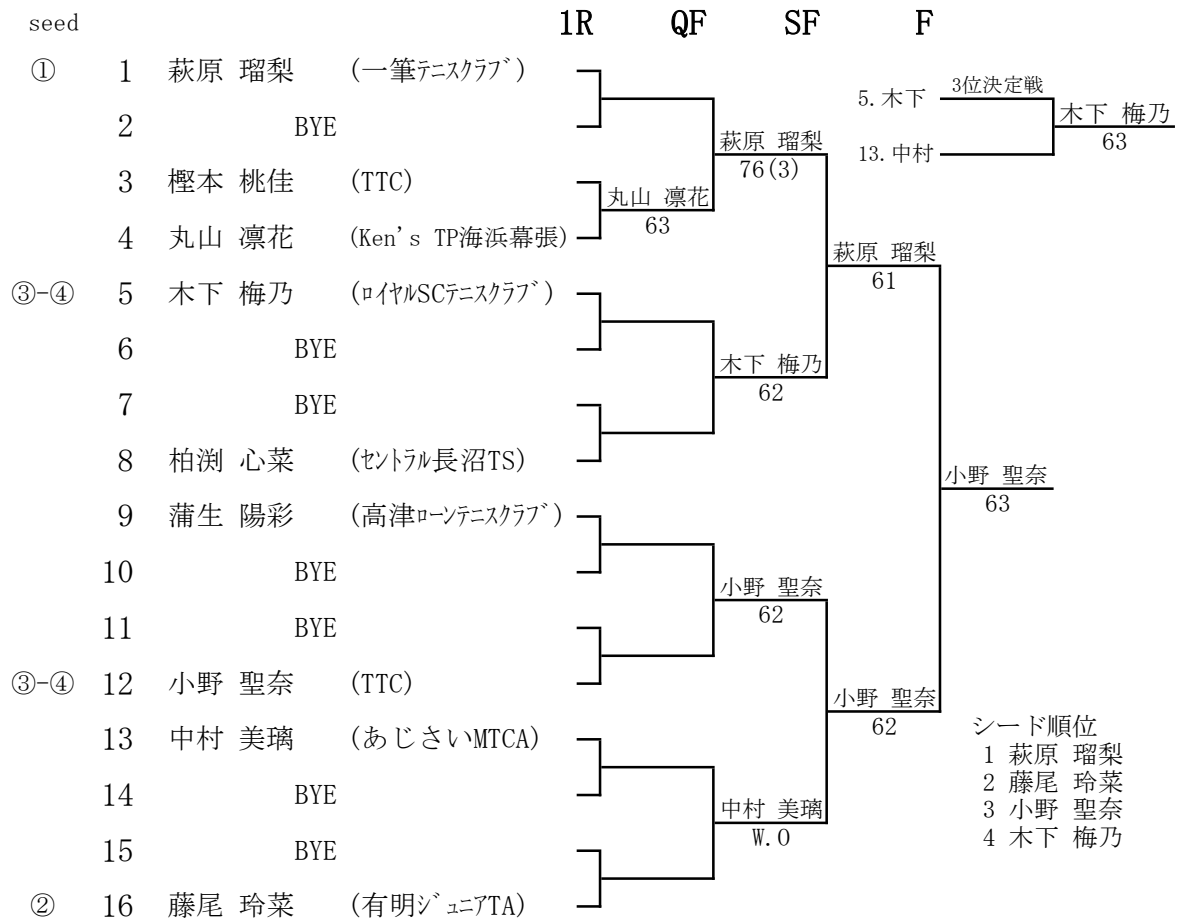 seed 1R QF SF F
① 1 萩原 瑠梨 (一筆ﾃﾆｽｸﾗﾌﾞ)
5.木下 3位決定戦
木下 梅乃
2 BYE
63
萩原 瑠梨
13.中村
76(3)
3 樫本 桃佳 (TTC)
丸山 凛花
63
4 丸山 凛花 (Ken's TP海浜幕張)
萩原 瑠梨
61
③-④ 5 木下 梅乃 (ﾛｲﾔﾙSCﾃﾆｽｸﾗﾌﾞ)
6 BYE
木下 梅乃
62
7 BYE
8 柏渕 心菜 (ｾﾝﾄﾗﾙ長沼TS)
小野 聖奈
63
9 蒲生 陽彩 (高津ﾛｰﾝﾃﾆｽｸﾗﾌﾞ)
10 BYE
小野 聖奈
62
11 BYE
③-④ 12 小野 聖奈 (TTC)
小野 聖奈
62
シード順位
13 中村 美璃 (あじさいMTCA)
1 萩原 瑠梨
2 藤尾 玲菜
14 BYE
中村 美璃
3 小野 聖奈
W.O
4 木下 梅乃
15 BYE
② 16 藤尾 玲菜 (有明ｼﾞｭﾆｱTA)